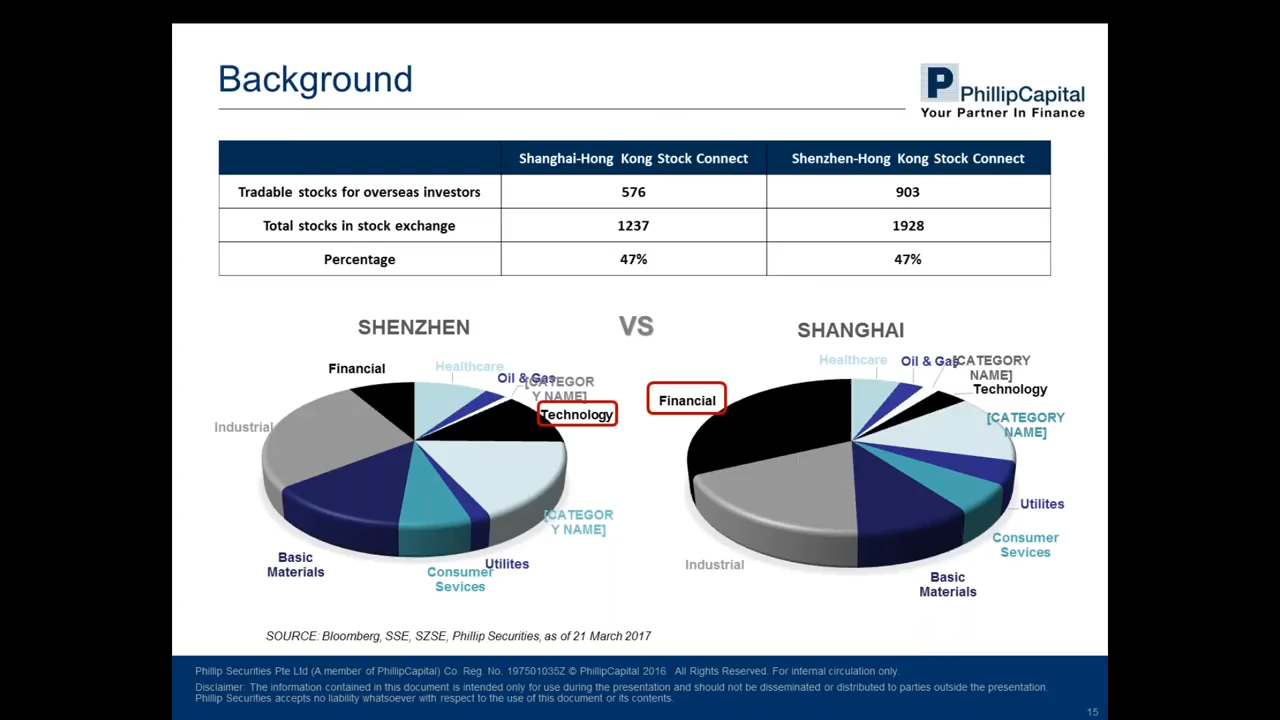 Background
P PhillipCapital
Your Partner In Finance
Shanghai-Hong Kong Stock Connect Shenzhen-Hong Kong Stock Connect
Tradable stocks for overseas investors 576 903
Total stocks in stock exchange 1237 1928
Percentage 47% 47%
SHENZHEN
VS
SHANGHAI
Financial
Healthcare
Oil & Gas
[CATEGOR
Y NAME]
Technology
Industrial
[CATEGOR
Y NAME]
Basic
Materials
Consumer
Sevices
Utilites
Healthcare
Oil & Gas
[CATEGORY
NAME]
Technology
Financial
[CATEGORY
NAME]
Utilites
Consumer
Sevices
Industrial
Basic
Materials
SOURCE: Bloomberg, SSE, SZSE, Phillip Securities, as of 21 March 2017
Phillip Securities Pte Ltd (A member of PhillipCapital) Co. Reg. No. 197501035Z © PhillipCapital 2016. All Rights Reserved. For internal circulation only.
Disclaimer: The information contained in this document is intended only for use during the presentation and should not be disseminated or distributed to parties outside the presentation.
Phillip Securities accepts no liability whatsoever with respect to the use of this document or its contents.
15